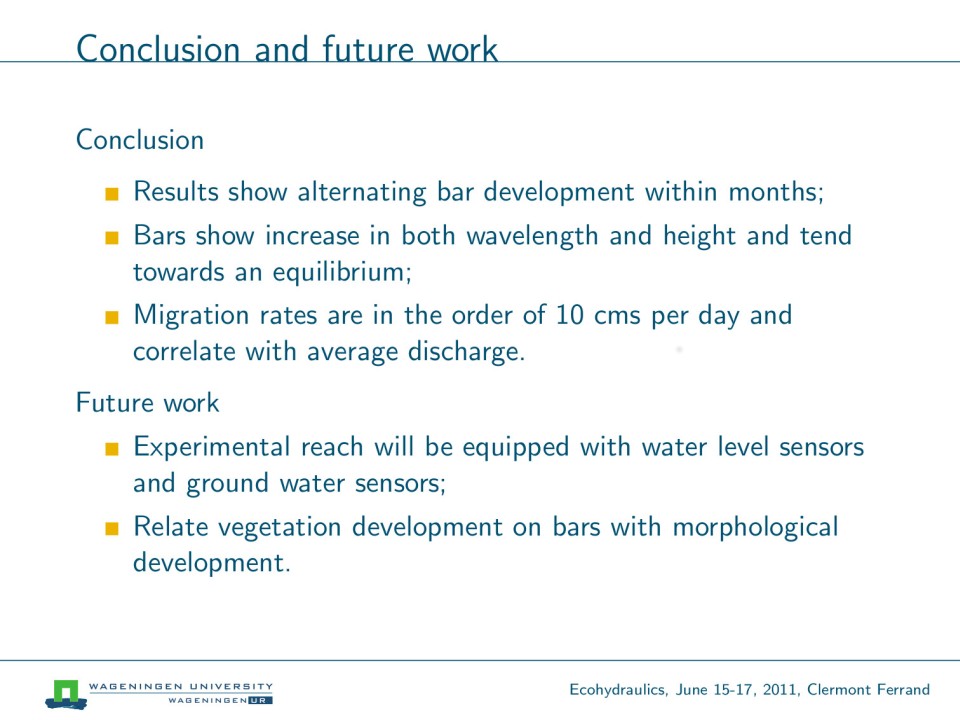 Conclusion and future work
Conclusion
Results show alternating bar development within months;
Bars show increase in both wavelength and height and tend
towards an equilibrium;
Migration rates are in the order of 10 cms per day and
correlate with average discharge.
Future work
Experimental reach will be equipped with water level sensors
and ground water sensors;
Relate vegetation development on bars with morphological
development.
WAGENINGEN UNIVERSITY
WAGENINGEN UR
Ecohydraulics, June 15-17, 2011, Clermont Ferrand